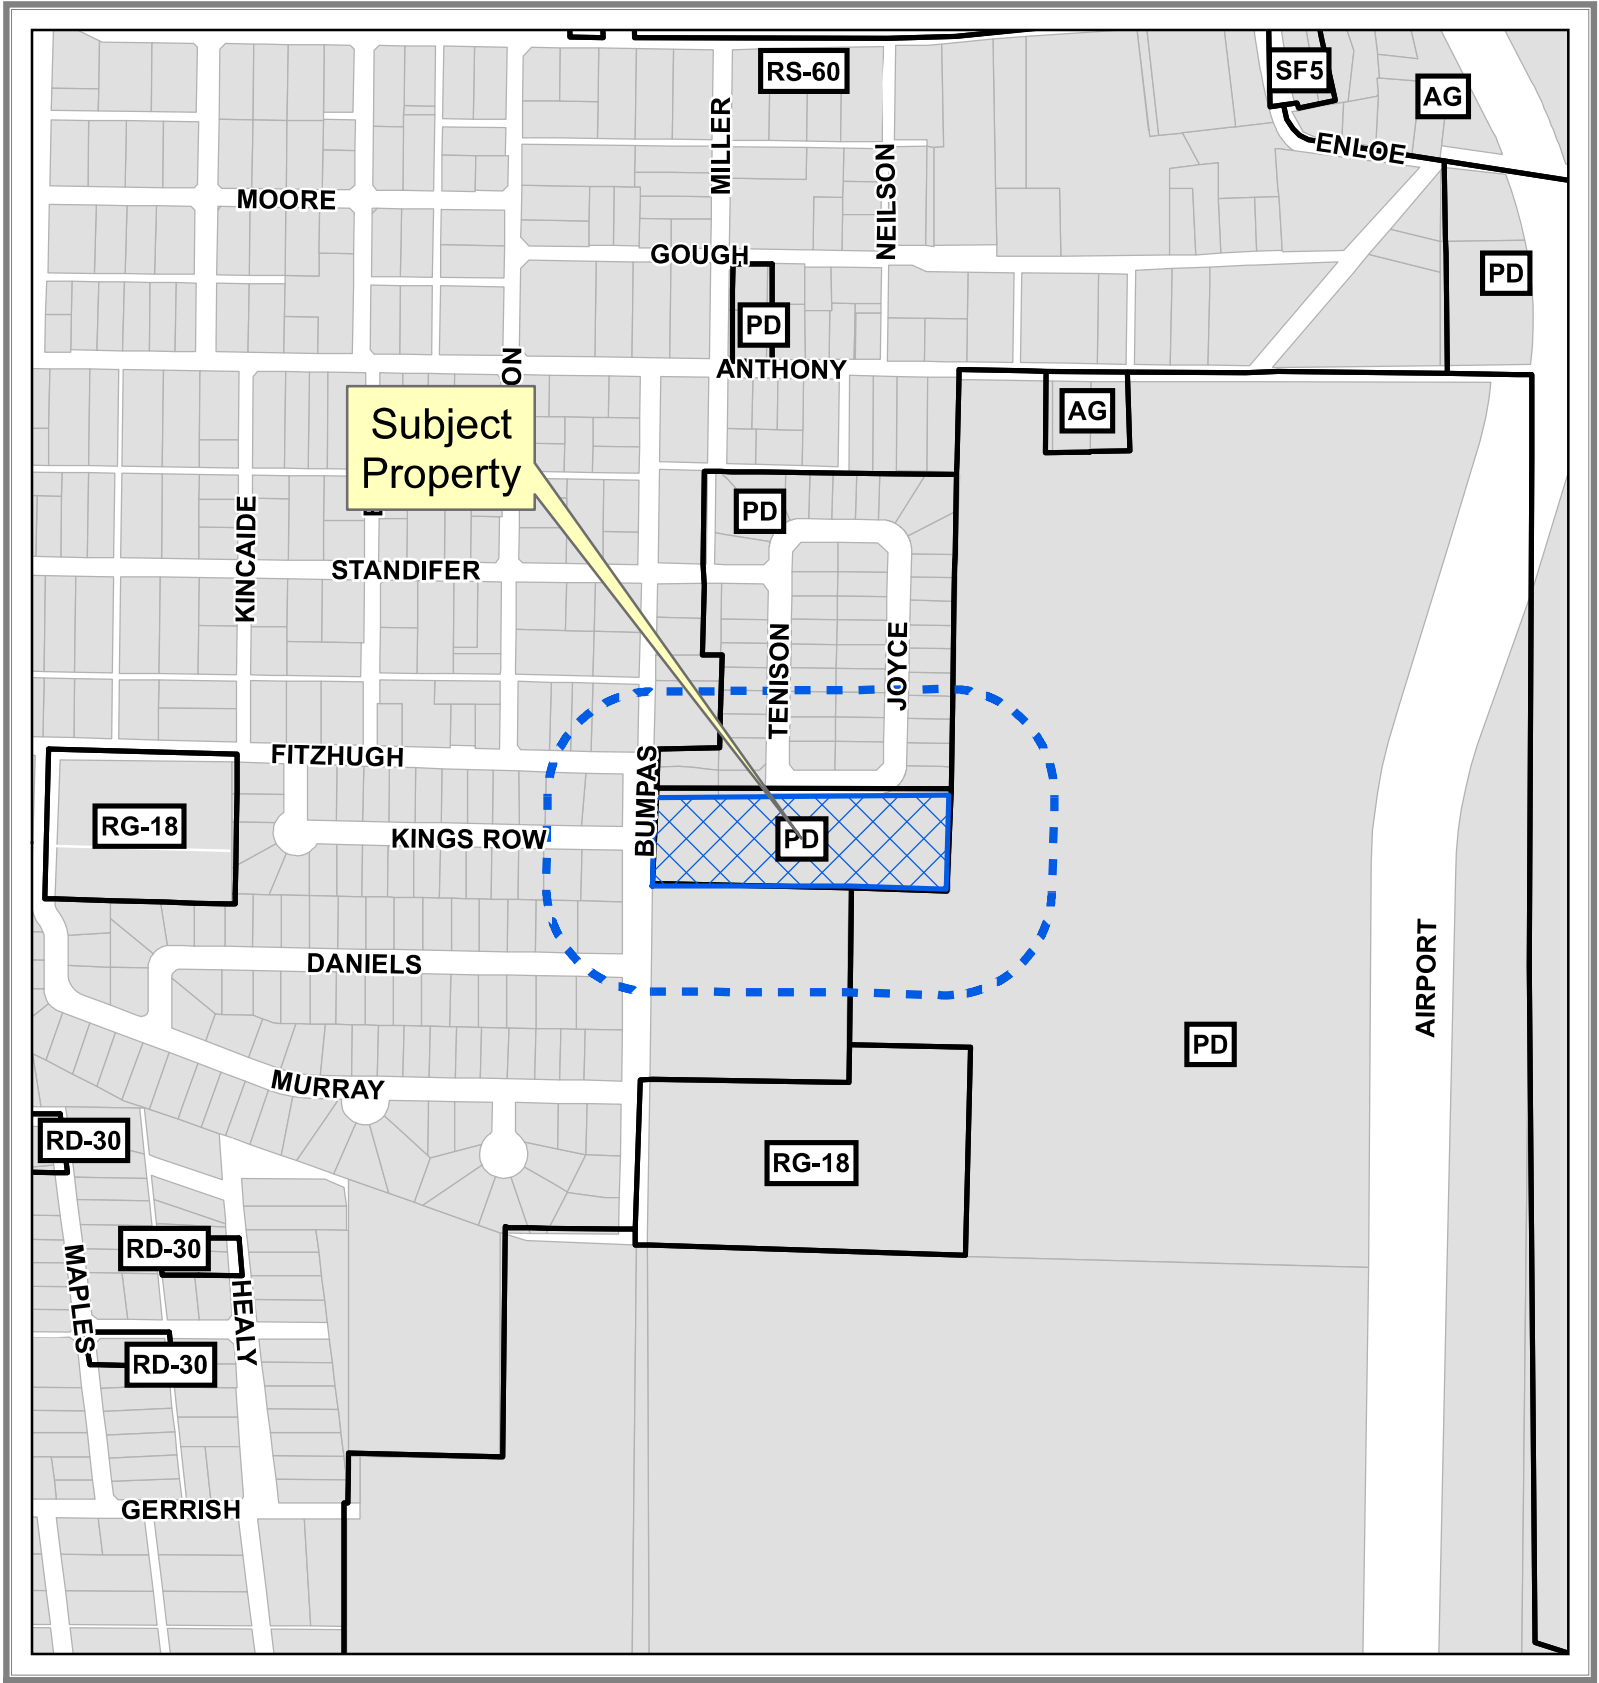 RS-60
SF5
AG
MILLER
ENLOE
NEILSON
MOORE
GOUGH
PD
PD
ANTHONY
ON
AG
Subject
Property
PD
KINCAIDE
STANDIFER
TENISON
JOYCE
FITZHUGH
BUMPAS
RG-18
KINGS ROW
PD
DANIELS
AIRPORT
PD
MURRAY
RD-30
RG-18
RD-30
MAPLES
HEALY
RD-30
GERRISH